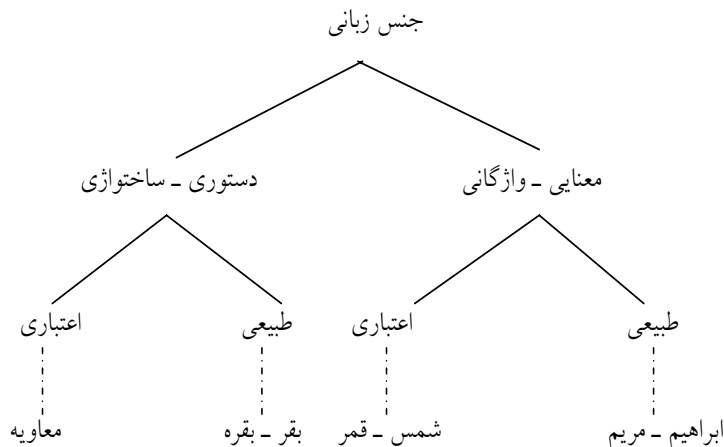 جنس زبانی
معنایی ـ واژگانی دستوری ـ ساختواژی
طبیعی اعتباری طبیعی اعتباری
ابراهیم ـ مریم شمس ـ قمر بقر ـ بقره معاویه